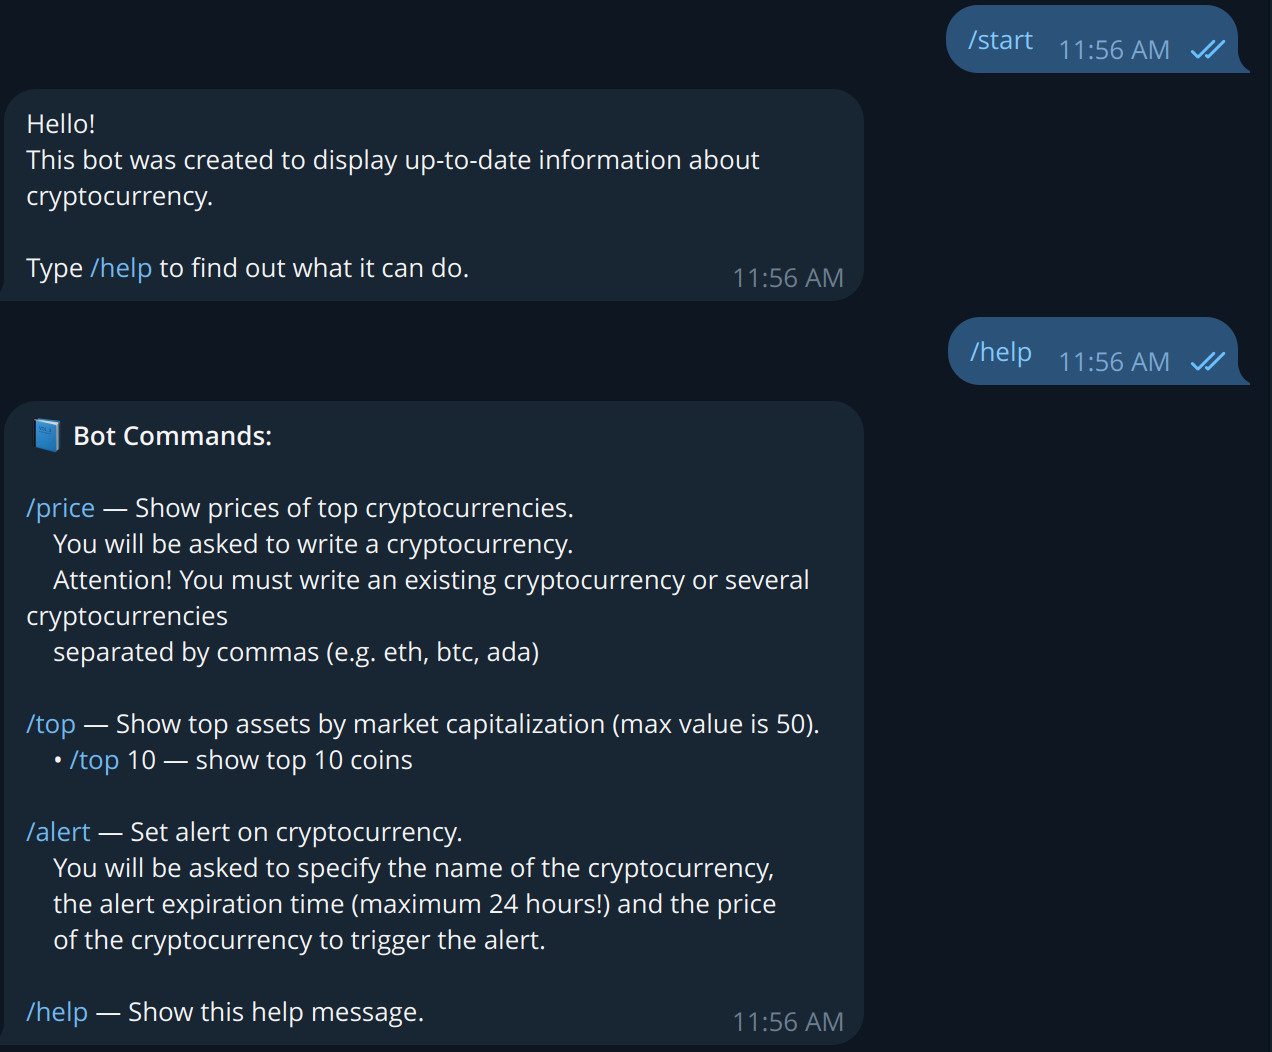 /start 11:56 AM
Hello!
This bot was created to display up-to-date information about
cryptocurrency.
Type /help to find out what it can do.
11:56 AM
/help 11:56 AM
Bot Commands:
/price — Show prices of top cryptocurrencies.
You will be asked to write a cryptocurrency.
Attention! You must write an existing cryptocurrency or several
cryptocurrencies
separated by commas (e.g. eth, btc, ada)
/top — Show top assets by market capitalization (max value is 50).
• /top 10 — show top 10 coins
/alert — Set alert on cryptocurrency.
You will be asked to specify the name of the cryptocurrency,
the alert expiration time (maximum 24 hours!) and the price
of the cryptocurrency to trigger the alert.
/help — Show this help message.
11:56 AM